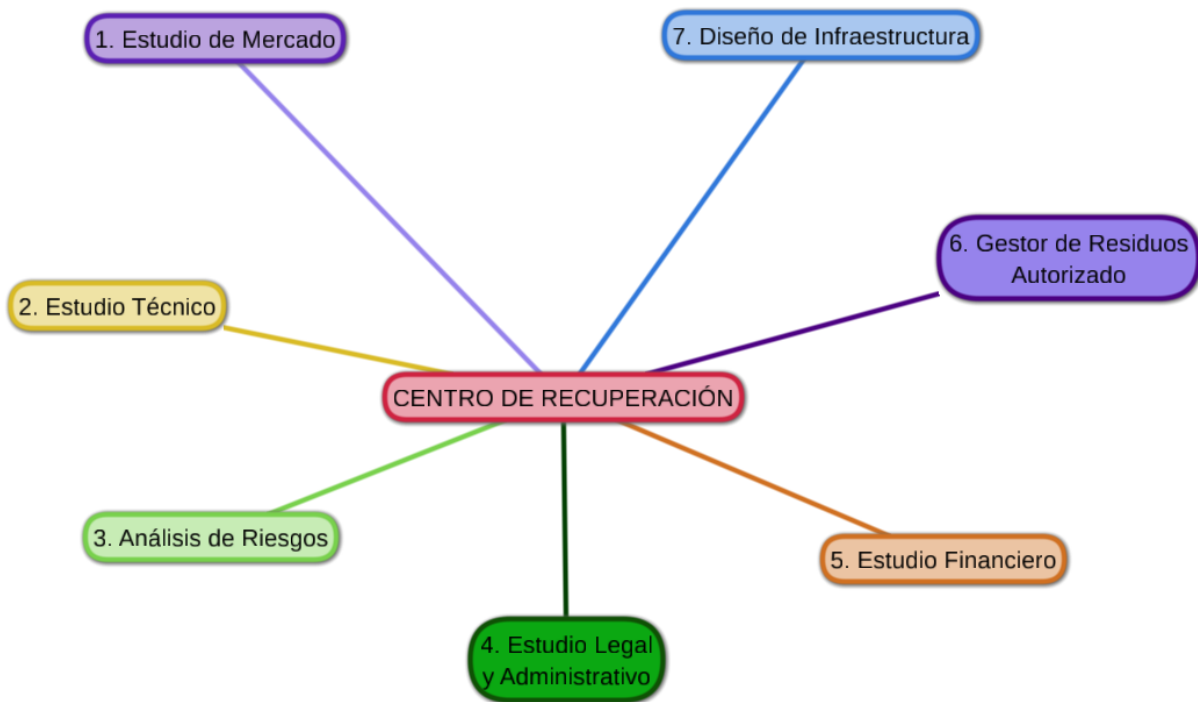 1. Estudio de Mercado
7. Diseño de Infraestructura
6. Gestor de Residuos
Autorizado
2. Estudio Técnico
CENTRO DE RECUPERACIÓN
3. Análisis de Riesgos
5. Estudio Financiero
4. Estudio Legal
y Administrativo